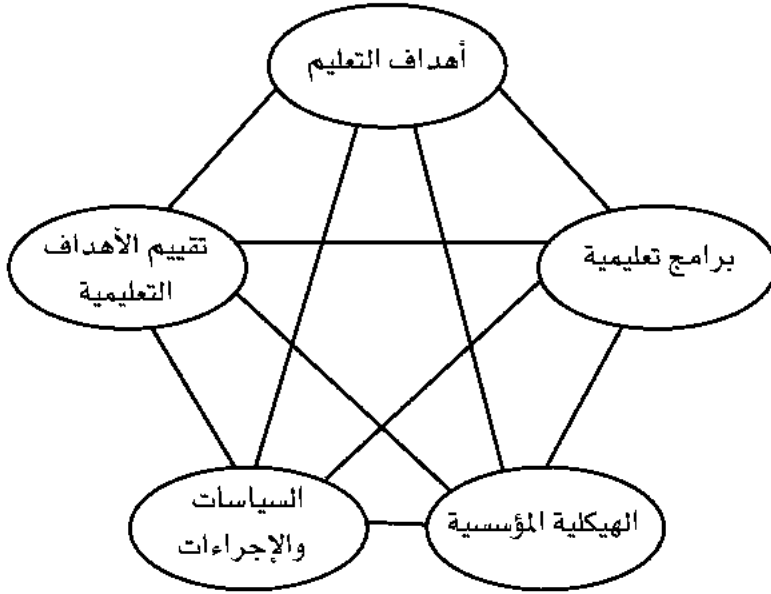 أهداف التعليم
تقييم الأهداف
التعليمية
برامج تعليمية
السياسات
والإجراءات
الهيكلية المؤسسية